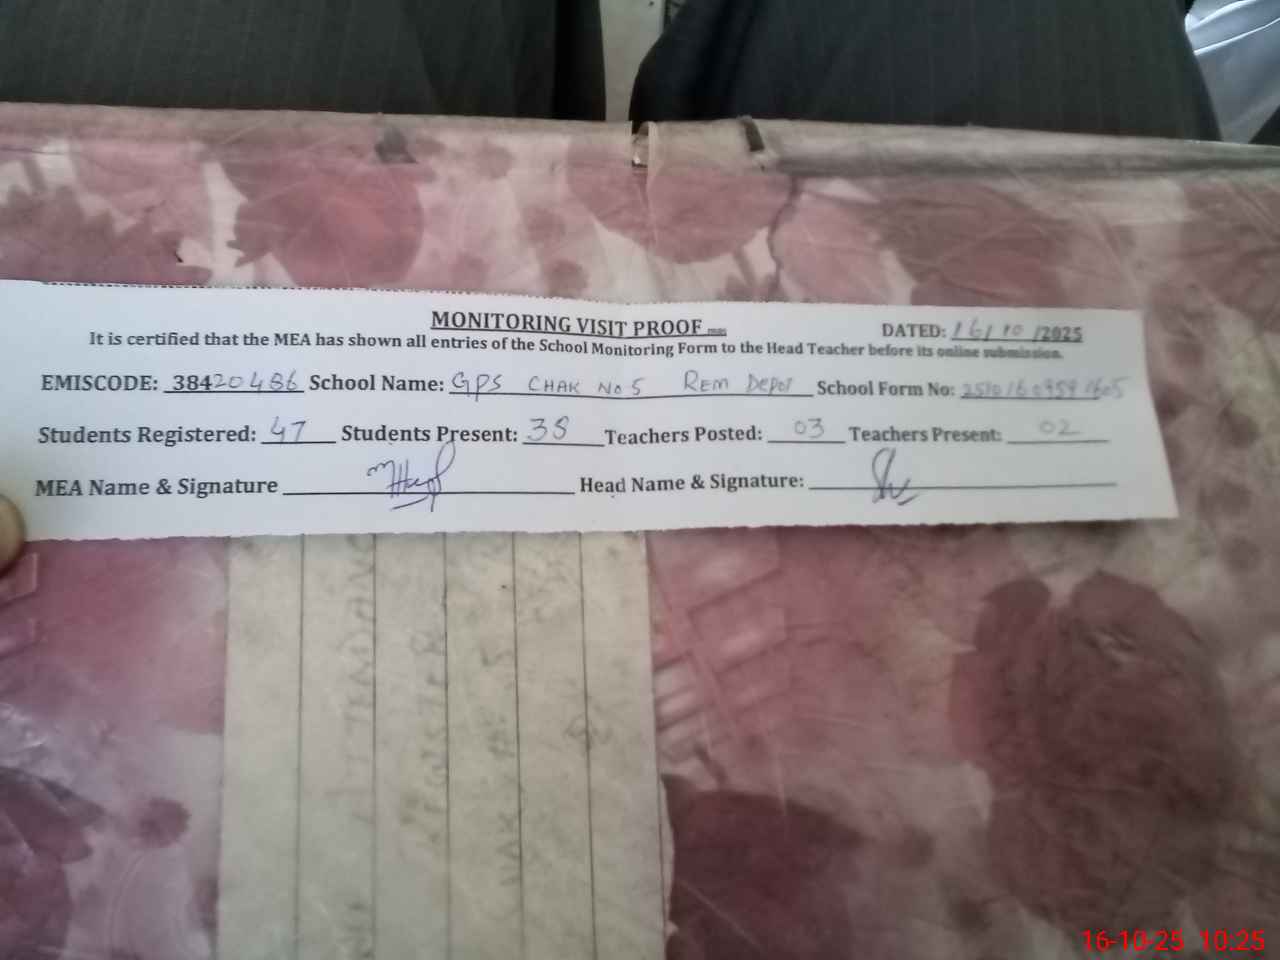 MONITORING VISIT PROOF
DATED: 16/10/2025
It is certified that the MEA has shown all entries of the School Monitoring Form to the Head Teacher before its online submission.
EMISCODE: 38420486 School Name: GPS CHAK NO 5 REM DEPOT School Form No:
Students Registered: 47 Students Present: 38 Teachers Posted: 03 Teachers Present: 02
MEA Name & Signature Head Name & Signature:
ATTENDANCE
REGISTER
16-10-25 10:25